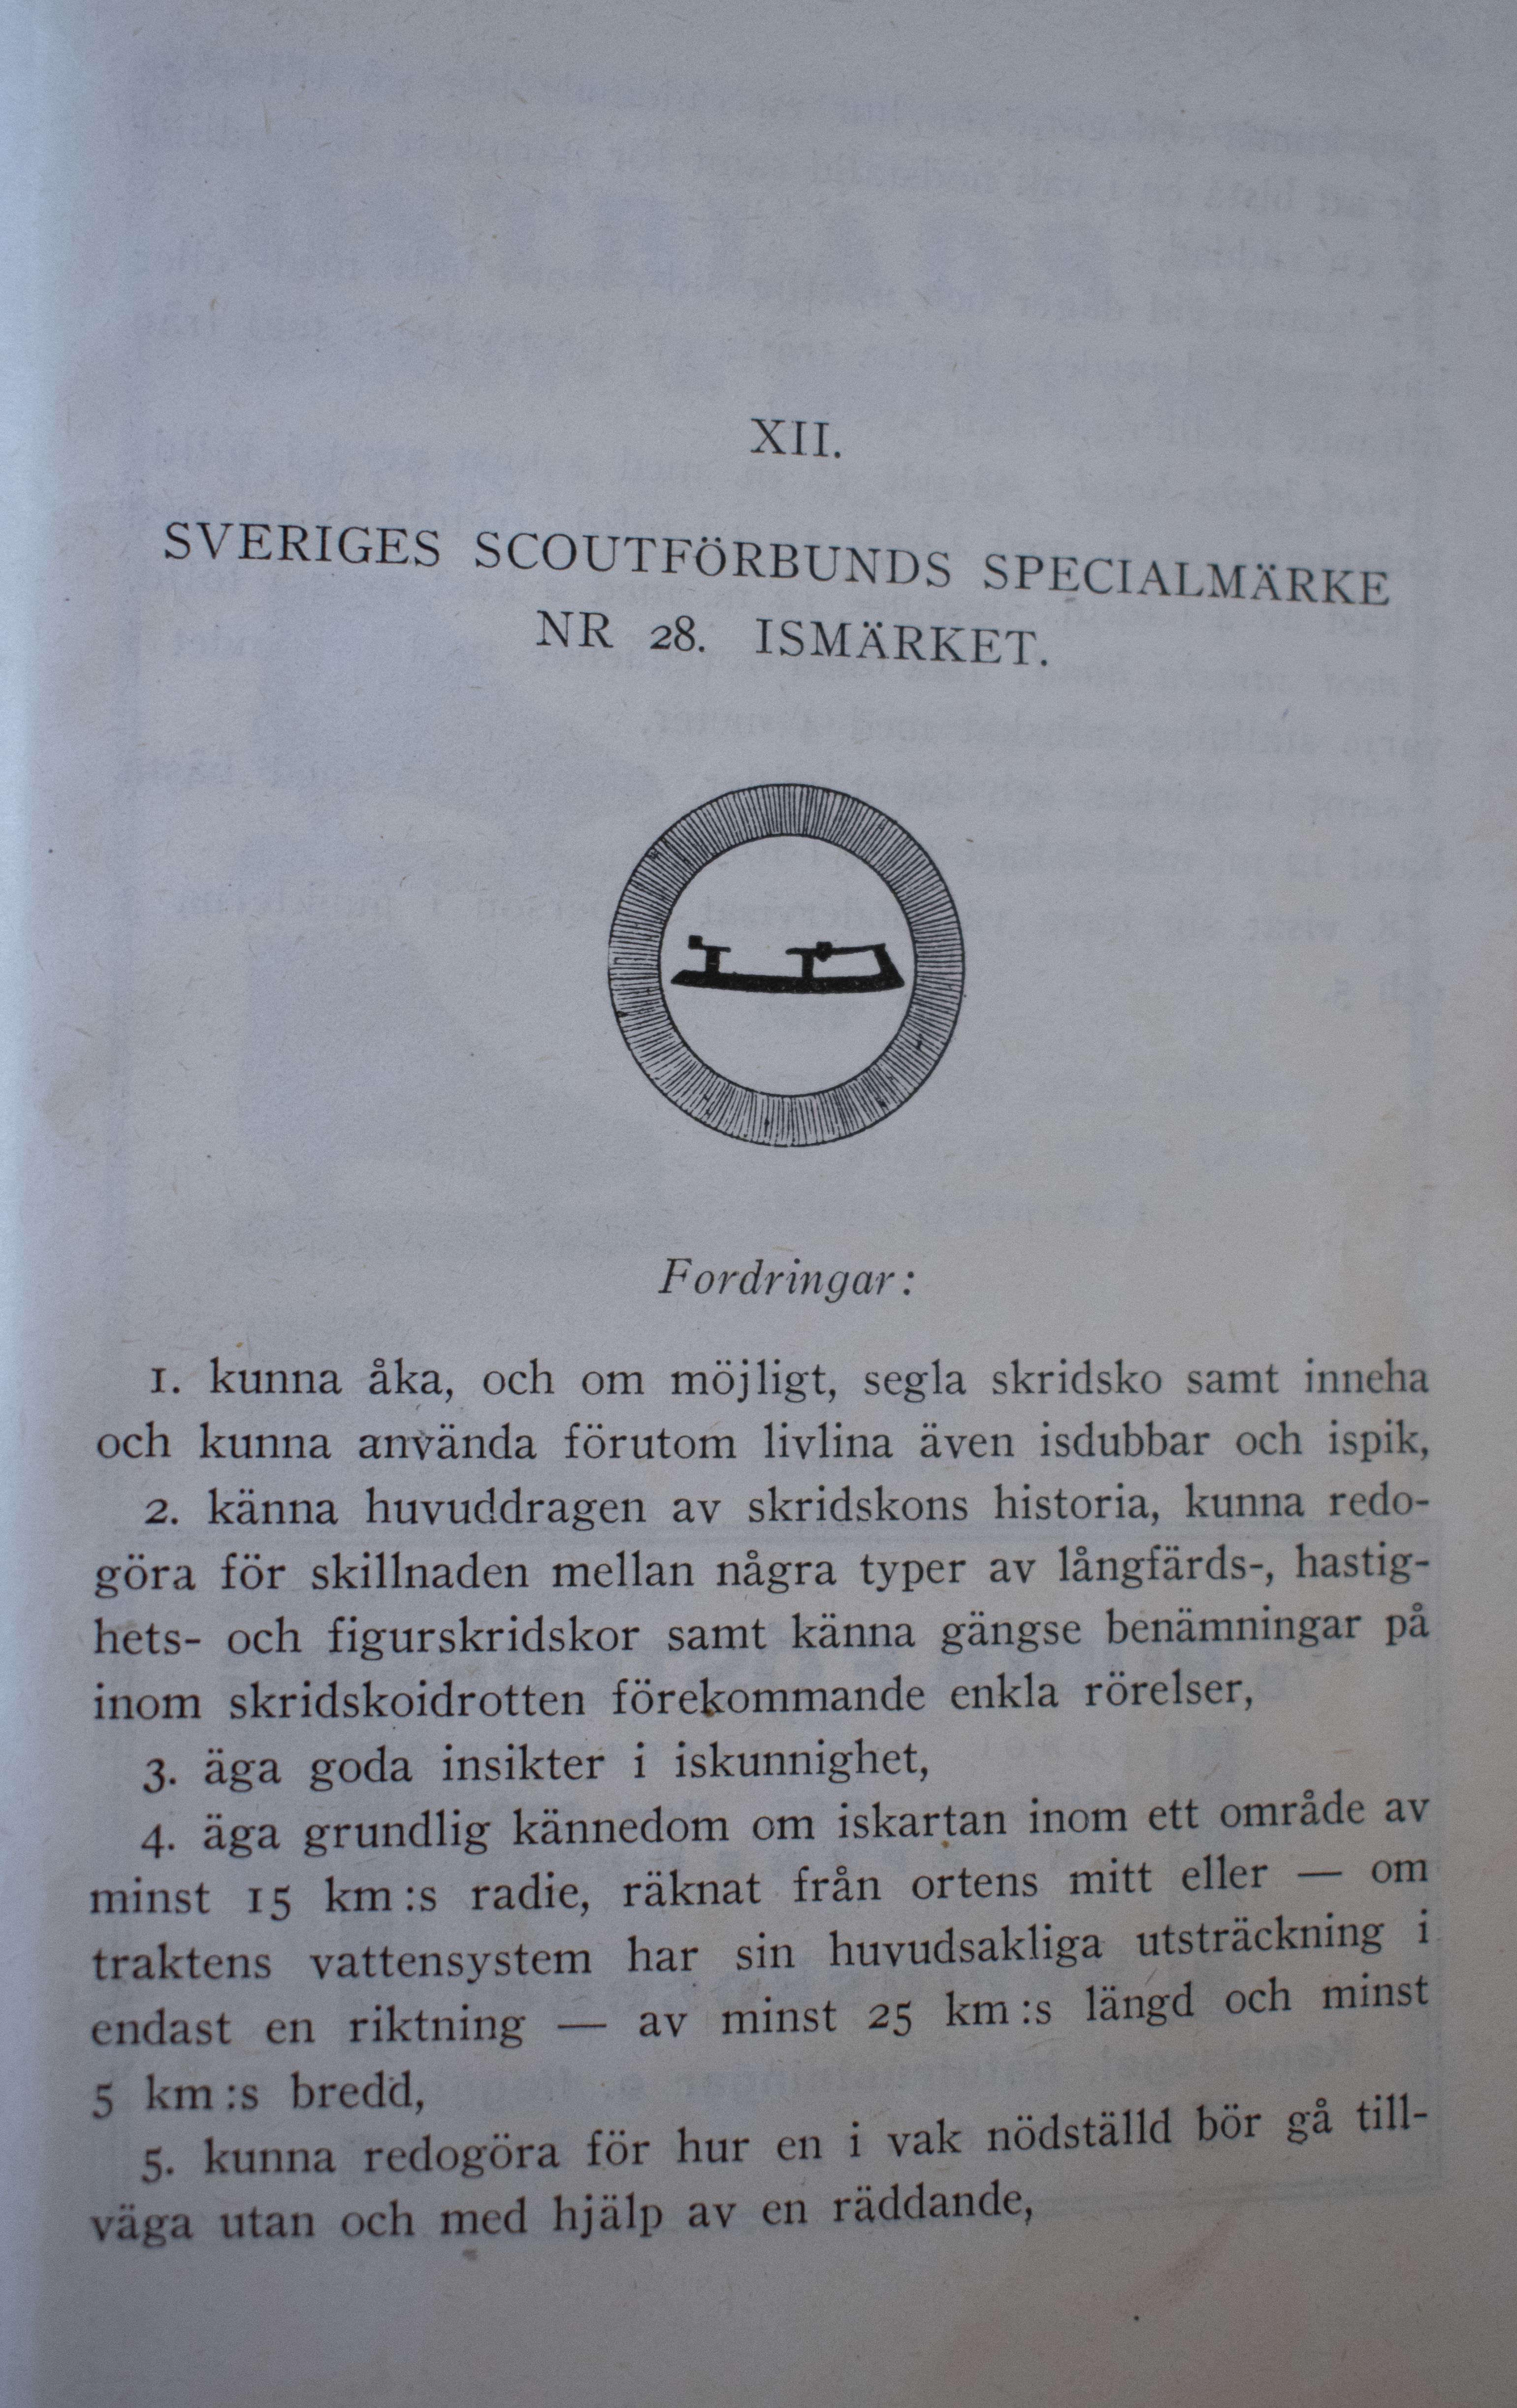 XII.
SVERIGES SCOUTFÖRBUNDS SPECIALMÄRKE
NR 28. ISMÄRKET.
Fordringar:
1. kunna åka, och om möjligt, segla skridsko samt inneha
och kunna använda förutom livlina även isdubbar och ispik,
2. känna huvuddragen av skridskons historia, kunna redo-
göra för skillnaden mellan några typer av långfärds-, hastig-
hets- och figurskridskor samt känna gängse benämningar på
inom skridskoidrotten förekommande enkla rörelser,
3. äga goda insikter i iskunnighet,
4. äga grundlig kännedom om iskartan inom ett område av
minst 15 km:s radie, räknat från ortens mitt eller — om
traktens vattensystem har sin huvudsakliga utsträckning i
endast en riktning — av minst 25 km:s längd och minst
5 km:s bredd,
5. kunna redogöra för hur en i vak nödställd bör gå till-
väga utan och med hjälp av en räddande,